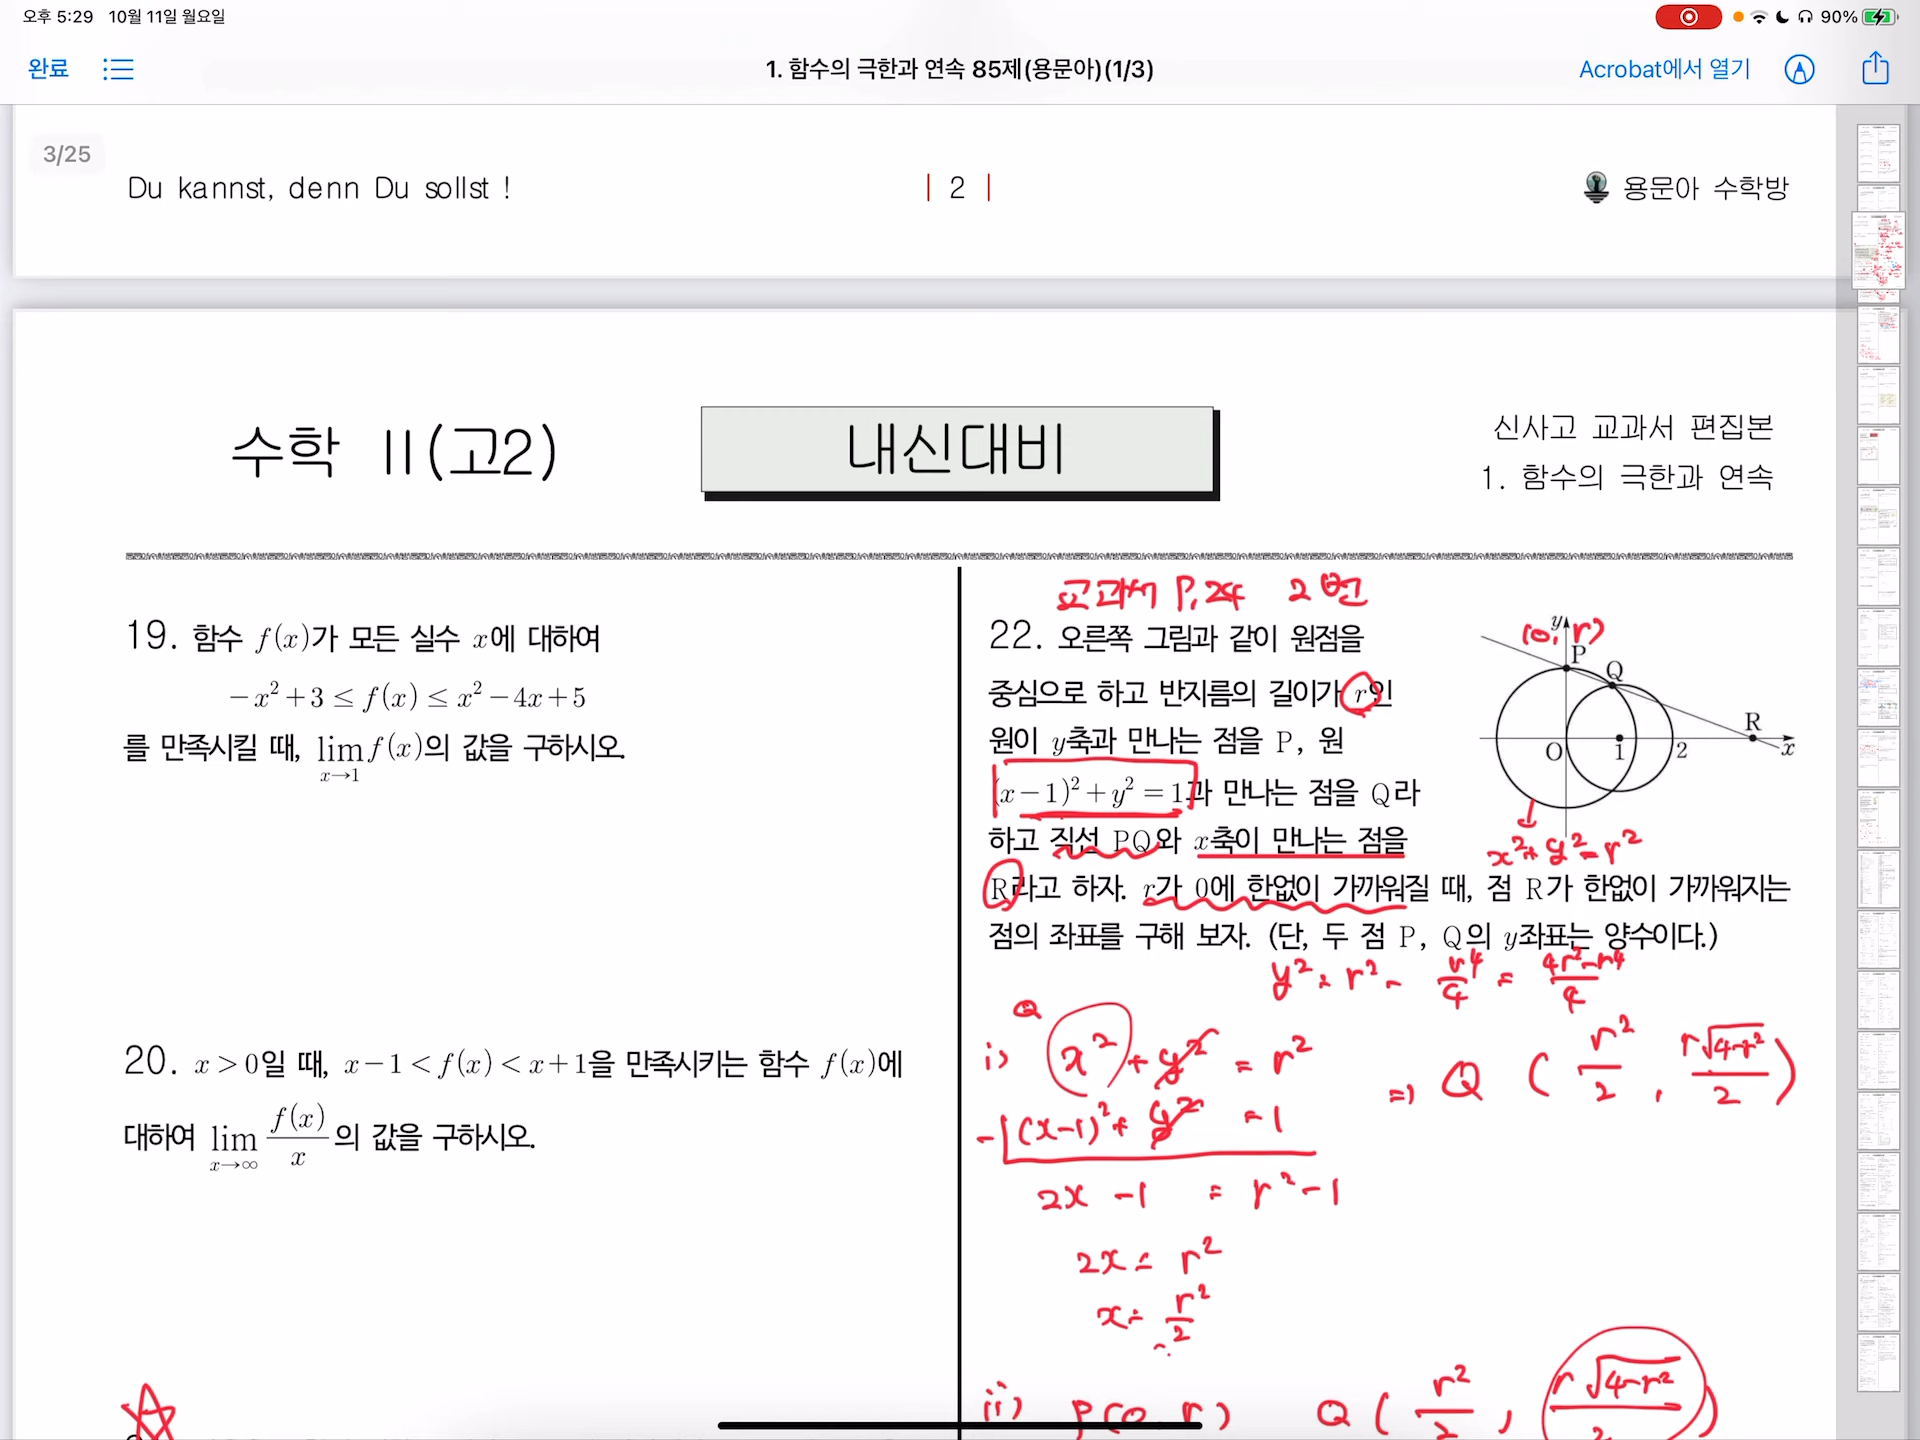 오후 5:29 10월 11일 월요일
90%
완료
1. 함수의 극한과 연속 85제(용문아)(1/3)
Acrobat에서 열기
3/25
Du kannst, denn Du sollst !
| 2 |
용문아 수학방
수학 II(고2)
내신대비
신사고 교과서 편집본
1. 함수의 극한과 연속
19. 함수 f(x)가 모든 실수 x에 대하여
−x²+3 ≤ f(x) ≤ x²−4x+5
를 만족시킬 때, lim x→1 f(x)의 값을 구하시오.
20. x>0일 때, x−1<f(x)<x+1을 만족시키는 함수 f(x)에
대하여 lim x→∞ f(x)/x 의 값을 구하시오.
교과서 P.24 2번
22. 오른쪽 그림과 같이 원점을
중심으로 하고 반지름의 길이가 r인
원이 y축과 만나는 점을 P, 원
(x−1)²+y²=1과 만나는 점을 Q라
하고 직선 PQ와 x축이 만나는 점을
R라고 하자. r가 0에 한없이 가까워질 때, 점 R가 한없이 가까워지는
점의 좌표를 구해 보자. (단, 두 점 P, Q의 y좌표는 양수이다.)
y
(0, r)
P
Q
R
O
1
2
x
x²+y²=r²
y²=r²−r⁴/4=(4r²−r⁴)/4
Q
i) x²+y²=r²
−) (x−1)²+y²=1
2x−1=r²−1
2x=r²
x=r²/2
⇒ Q(r²/2, r√(4−r²)/2)
ii) P(0, r) Q(r²/2, r√(4−r²)/2)